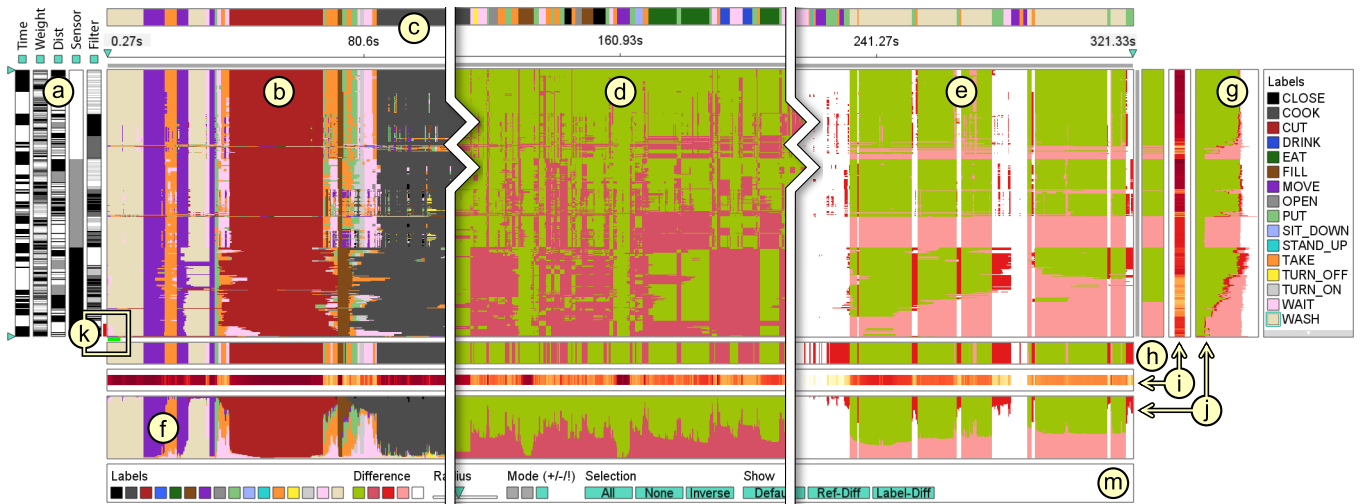 Time
Weight
Dist
Sensor
Filter
c
0.27s
80.6s
160.93s
241.27s
321.33s
a
b
d
e
g
Labels
CLOSE
COOK
CUT
DRINK
EAT
FILL
MOVE
OPEN
PUT
SIT_DOWN
STAND_UP
TAKE
TURN_OFF
TURN_ON
WAIT
WASH
k
h
i
j
f
Labels
Difference
Radius
Mode (+/-/!)
Selection
Show
m
All
None
Inverse
Defau
Ref-Diff
Label-Diff